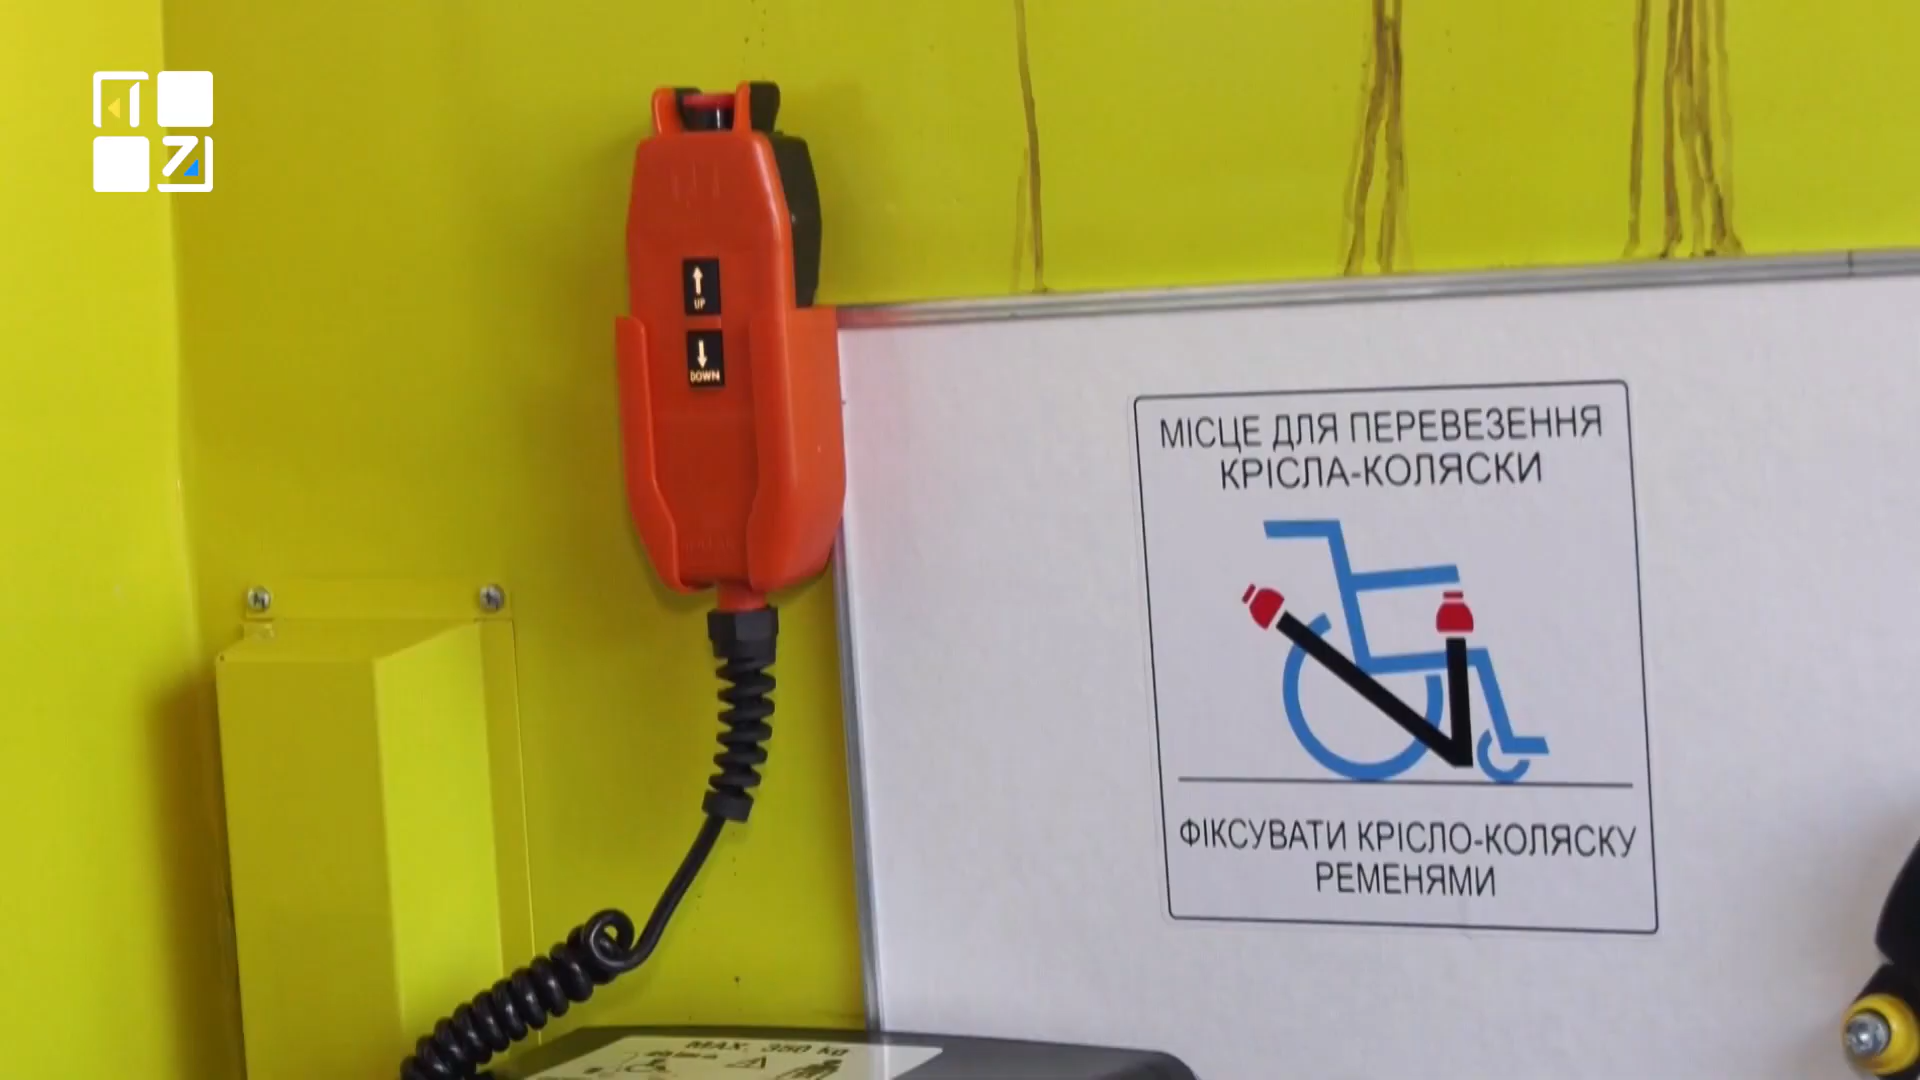 UP
DOWN
МІСЦЕ ДЛЯ ПЕРЕВЕЗЕННЯ
КРІСЛА-КОЛЯСКИ
ФІКСУВАТИ КРІСЛО-КОЛЯСКУ
РЕМЕНЯМИ
MAX. 350 kg